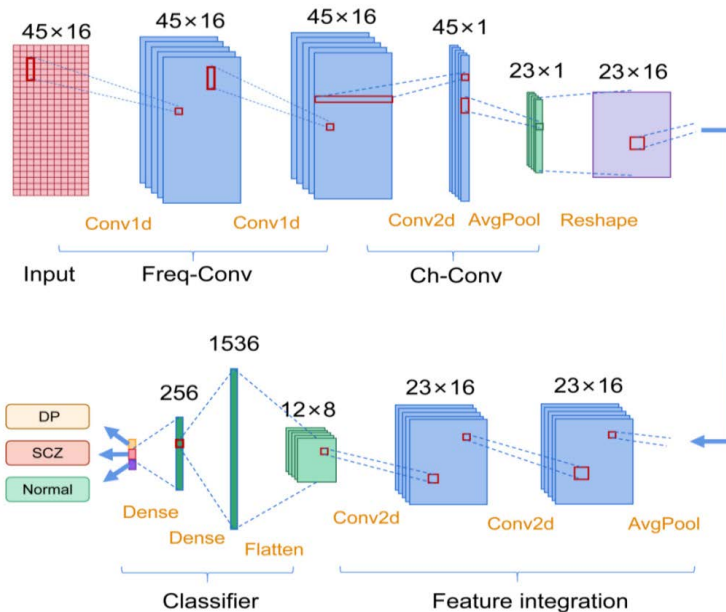 45×16 45×16 45×16 45×1 23×1 23×16
Conv1d Conv1d Conv2d AvgPool Reshape
Input Freq-Conv Ch-Conv
1536
256 12×8 23×16 23×16
DP
SCZ
Normal
Dense Dense Flatten Conv2d Conv2d AvgPool
Classifier Feature integration